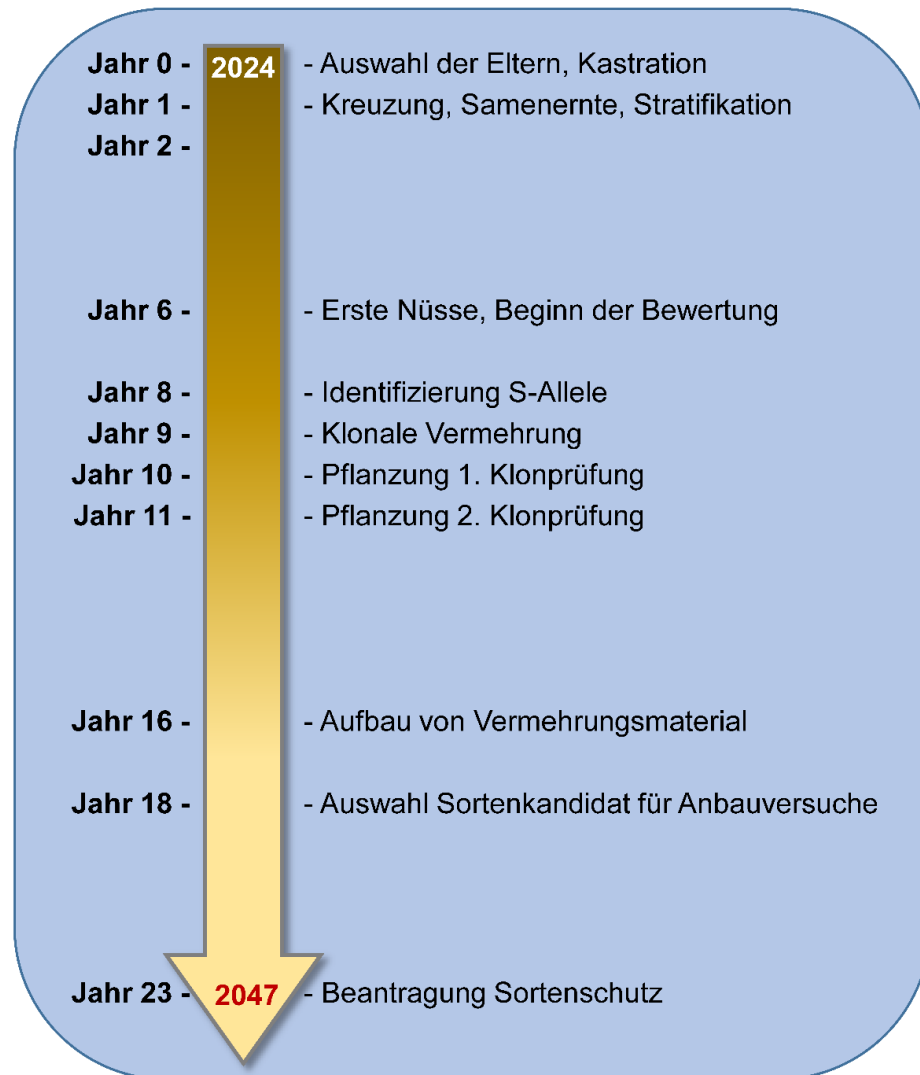 Jahr 0 - 2024 - Auswahl der Eltern, Kastration
Jahr 1 - - Kreuzung, Samenernte, Stratifikation
Jahr 2 -
Jahr 6 - - Erste Nüsse, Beginn der Bewertung
Jahr 8 - - Identifizierung S-Allele
Jahr 9 - - Klonale Vermehrung
Jahr 10 - - Pflanzung 1. Klonprüfung
Jahr 11 - - Pflanzung 2. Klonprüfung
Jahr 16 - - Aufbau von Vermehrungsmaterial
Jahr 18 - - Auswahl Sortenkandidat für Anbauversuche
Jahr 23 - 2047 - Beantragung Sortenschutz